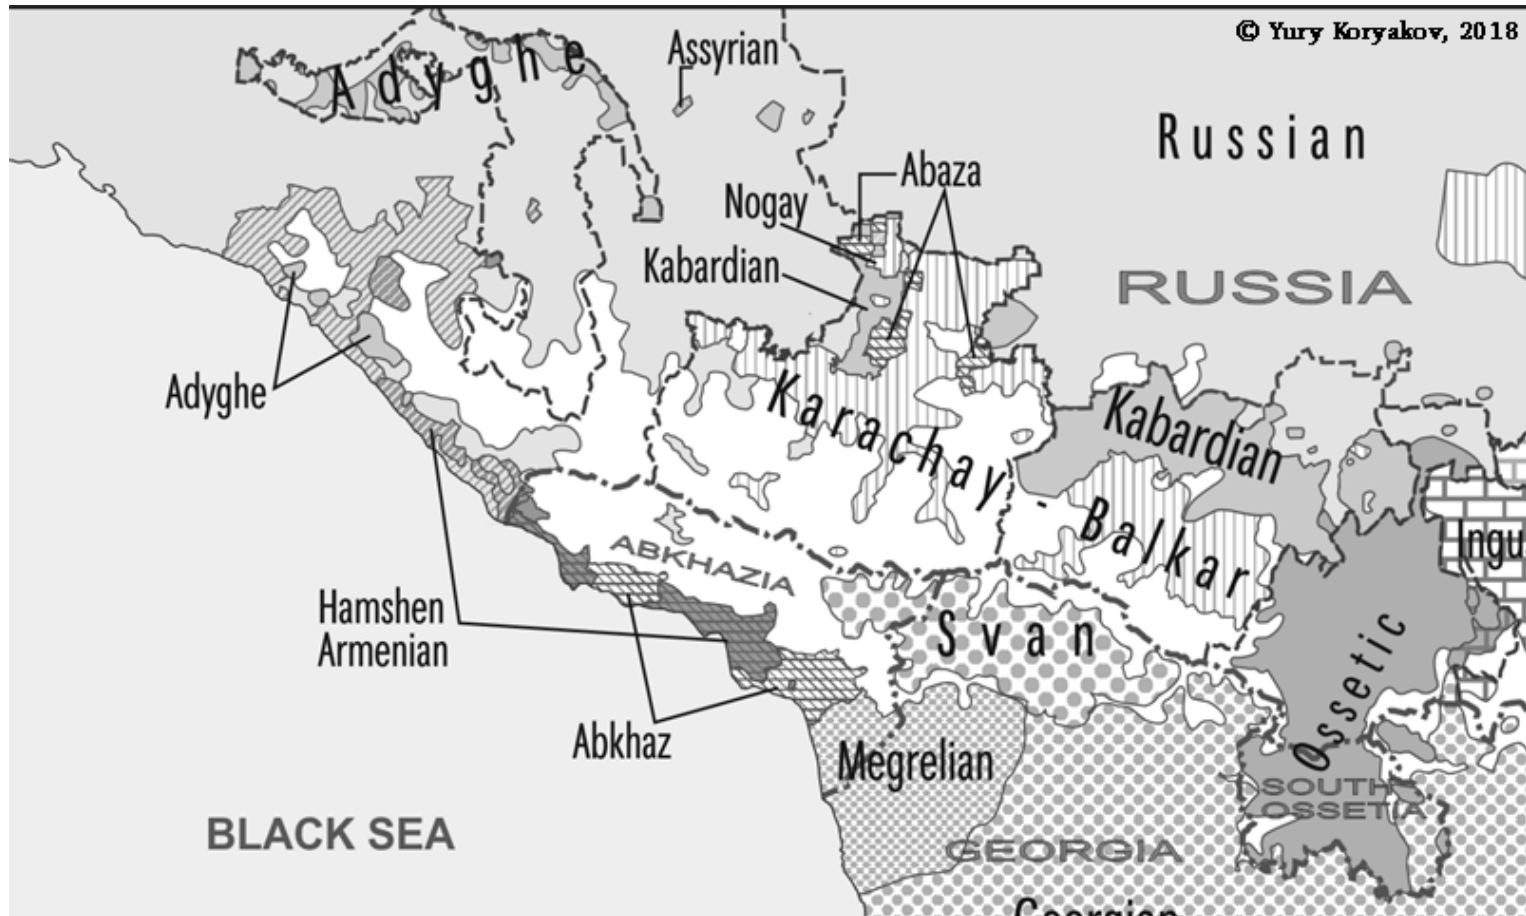 © Yury Koryakov, 2018
Adyghe
Assyrian
Russian
Abaza
Nogay
Kabardian
RUSSIA
Adyghe
Karachay - Balkar
Kabardian
Ingu
ABKHAZIA
Hamshen
Armenian
Svan
Ossetic
Abkhaz
Megrelian
SOUTH
OSSETIA
BLACK SEA
GEORGIA
Georgian